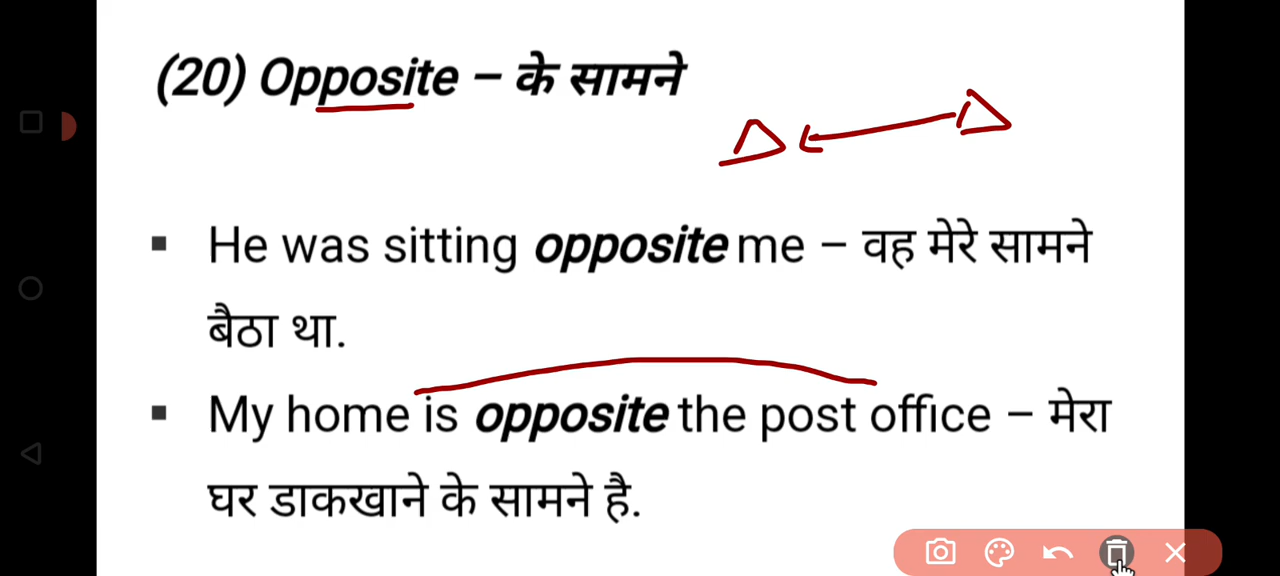 (20) Opposite – के सामने
▪ He was sitting opposite me – वह मेरे सामने
बैठा था.
▪ My home is opposite the post office – मेरा
घर डाकखाने के सामने है.